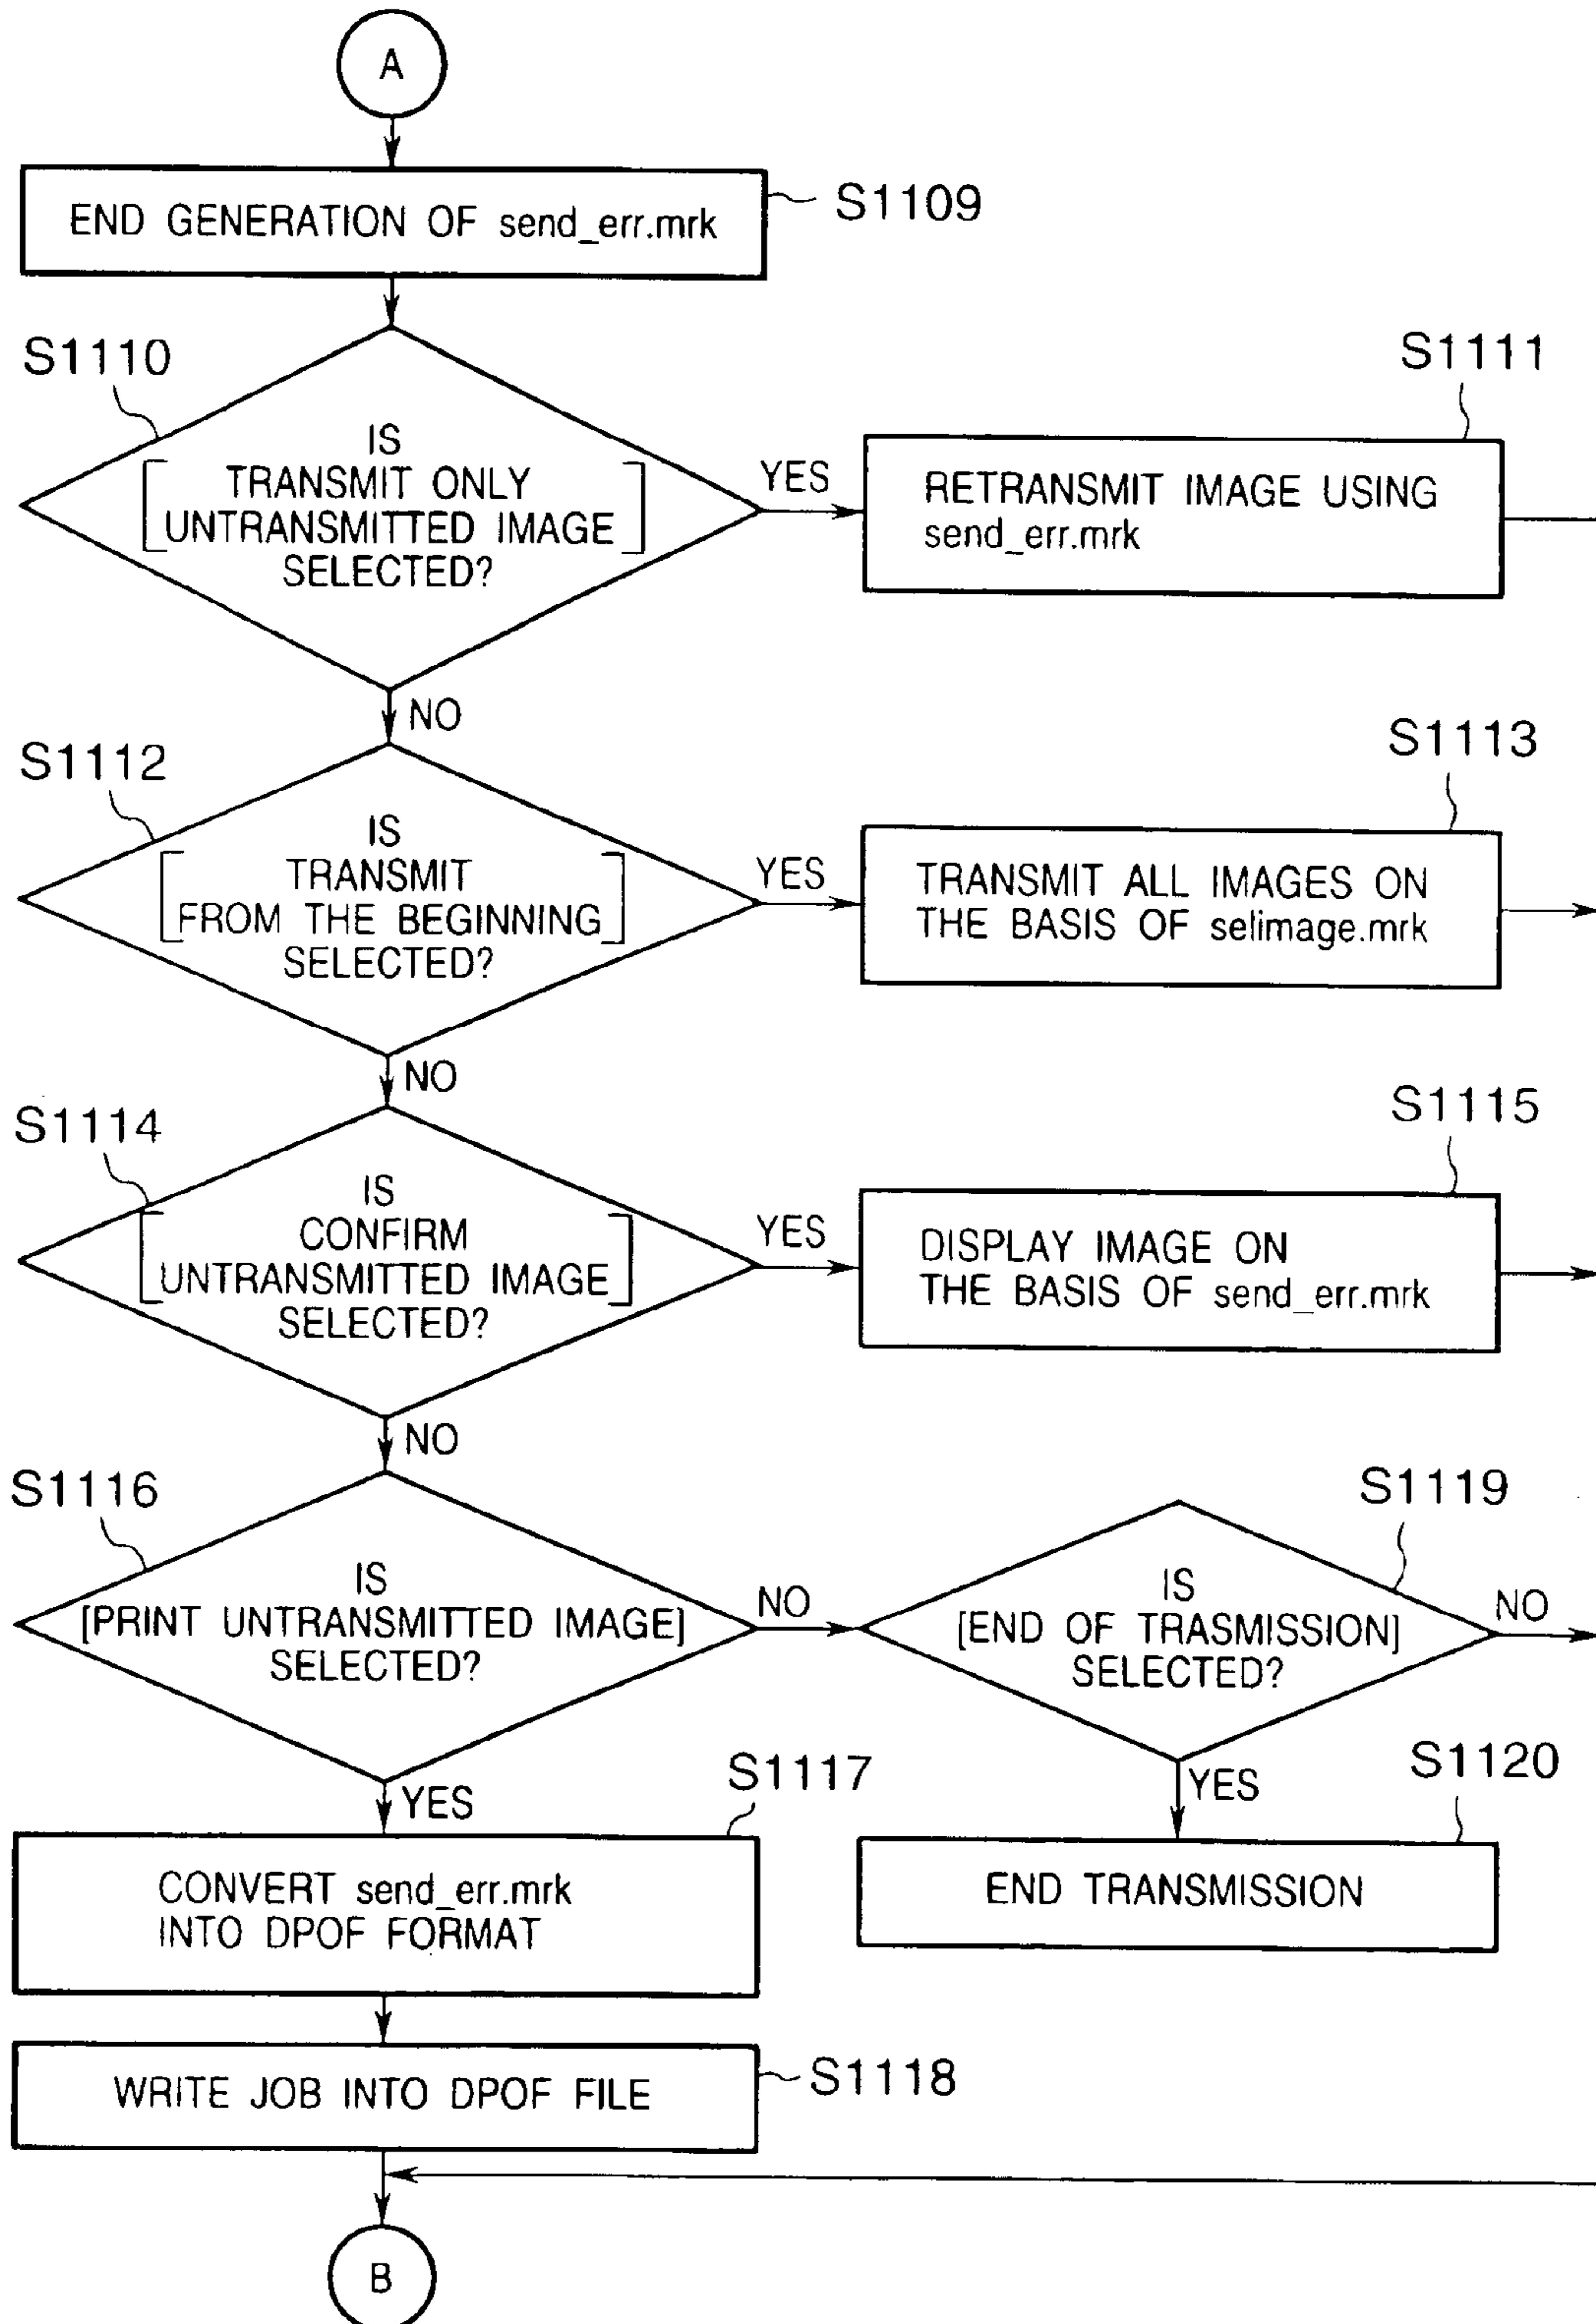 A
END GENERATION OF send_err.mrk
S1109
S1110
IS
[TRANSMIT ONLY
UNTRANSMITTED IMAGE]
SELECTED?
YES
S1111
RETRANSMIT IMAGE USING
send_err.mrk
NO
S1112
IS
[TRANSMIT
FROM THE BEGINNING]
SELECTED?
YES
S1113
TRANSMIT ALL IMAGES ON
THE BASIS OF selimage.mrk
NO
S1114
IS
[CONFIRM
UNTRANSMITTED IMAGE]
SELECTED?
YES
S1115
DISPLAY IMAGE ON
THE BASIS OF send_err.mrk
NO
S1116
IS
[PRINT UNTRANSMITTED IMAGE]
SELECTED?
NO
S1119
IS
[END OF TRASMISSION]
SELECTED?
NO
YES
S1117
CONVERT send_err.mrk
INTO DPOF FORMAT
YES
S1120
END TRANSMISSION
WRITE JOB INTO DPOF FILE
S1118
B